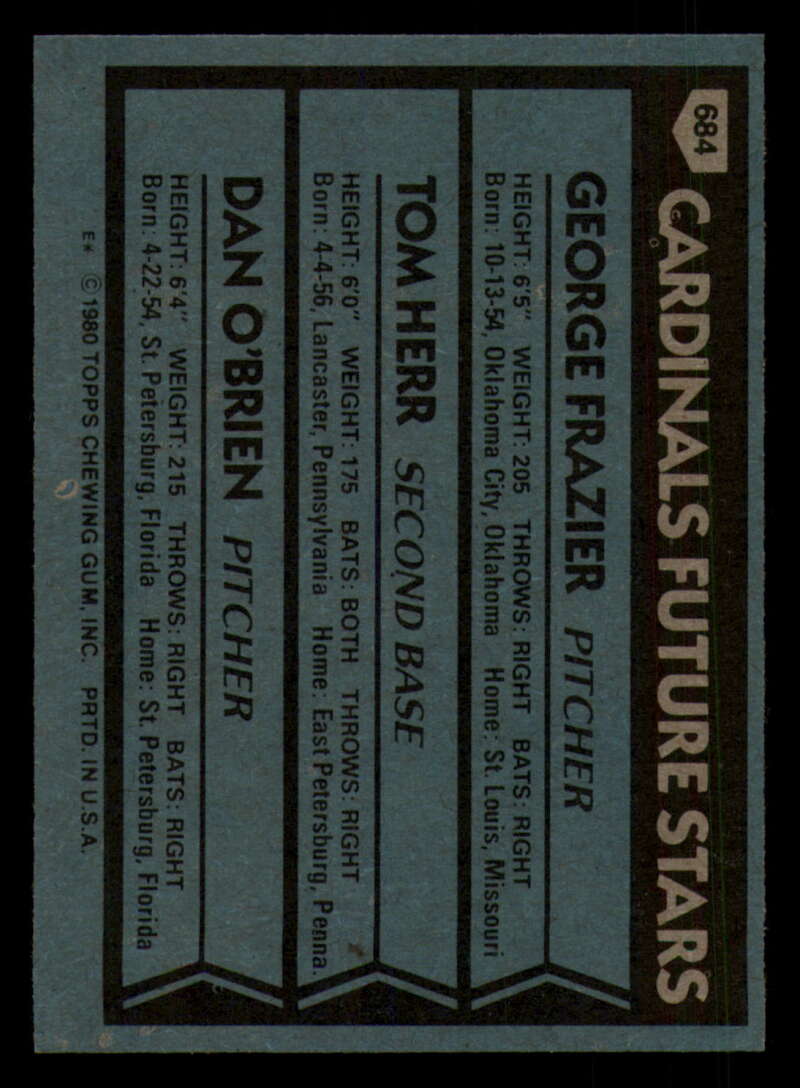 684
CARDINALS FUTURE STARS
GEORGE FRAZIER PITCHER
HEIGHT: 6'5" WEIGHT: 205 THROWS: RIGHT BATS: RIGHT
Born: 10-13-54, Oklahoma City, Oklahoma Home: St. Louis, Missouri
TOM HERR SECOND BASE
HEIGHT: 6'0" WEIGHT: 175 BATS: BOTH THROWS: RIGHT
Born: 4-4-56, Lancaster, Pennsylvania Home: East Petersburg, Penna.
DAN O'BRIEN PITCHER
HEIGHT: 6'4" WEIGHT: 215 THROWS: RIGHT BATS: RIGHT
Born: 4-22-54, St. Petersburg, Florida Home: St. Petersburg, Florida
E* © 1980 TOPPS CHEWING GUM, INC. PRTD. IN U.S.A.